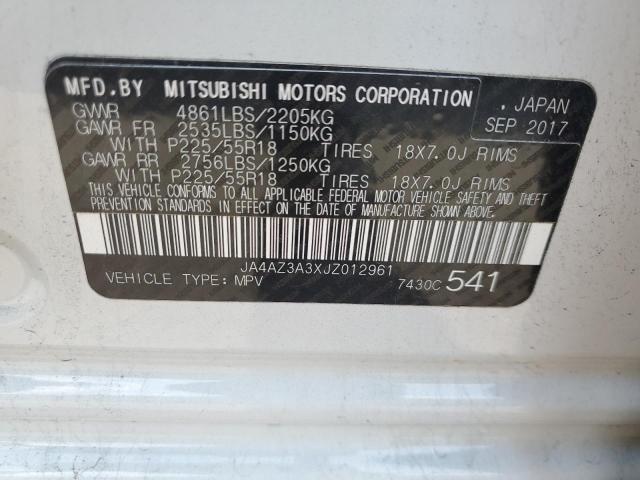 MFD. BY MITSUBISHI MOTORS CORPORATION . JAPAN
GVWR 4861LBS/2205KG SEP 2017
GAWR FR 2535LBS/1150KG
WITH P225/55R18 TIRES 18X7.0J RIMS
GAWR RR 2756LBS/1250KG
WITH P225/55R18 TIRES 18X7.0J RIMS
THIS VEHICLE CONFORMS TO ALL APPLICABLE FEDERAL MOTOR VEHICLE SAFETY AND THEFT
PREVENTION STANDARDS IN EFFECT ON THE DATE OF MANUFACTURE SHOWN ABOVE.
JA4AZ3A3XJZ012961
VEHICLE TYPE: MPV 7430C 541